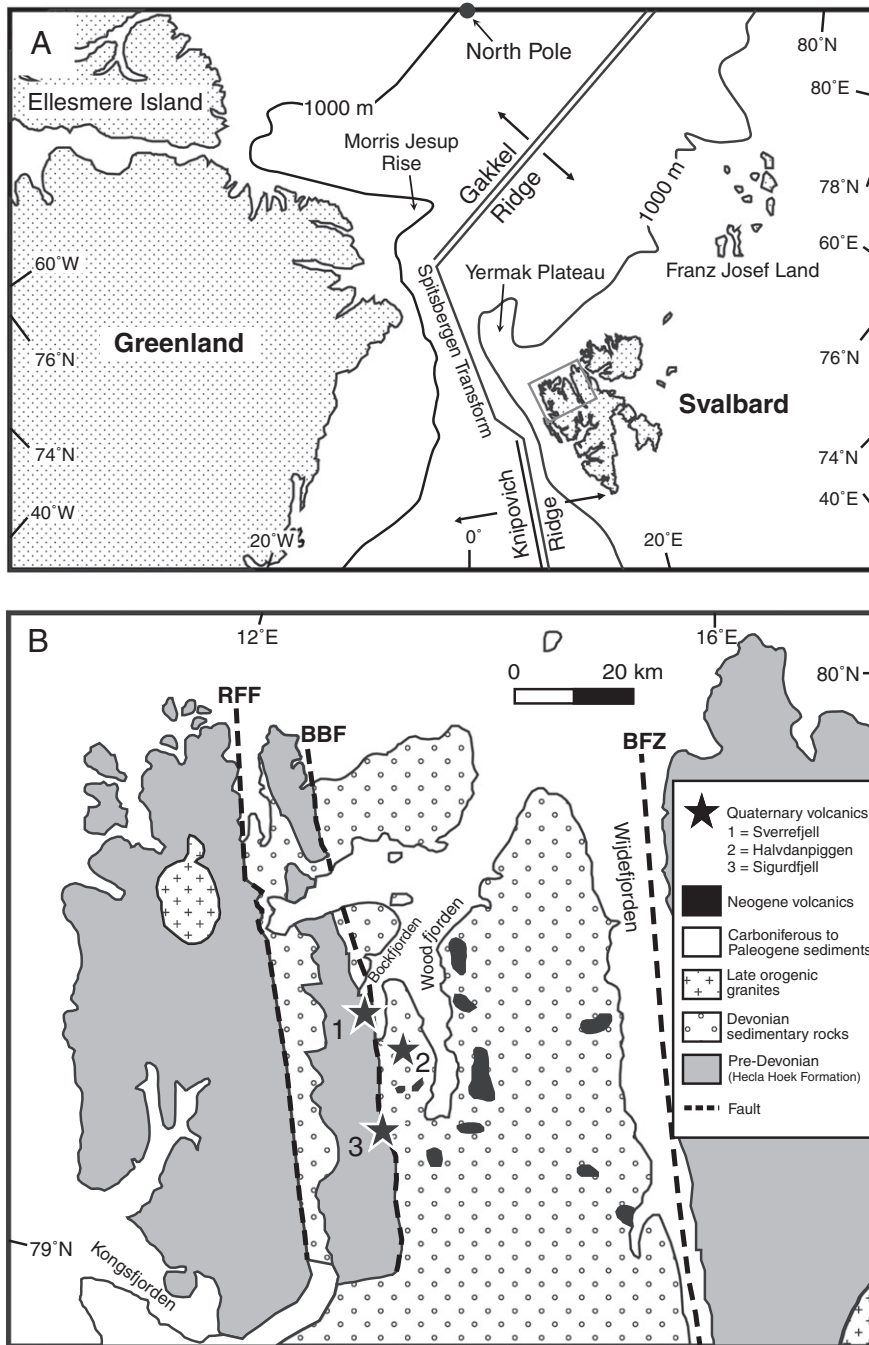 A
North Pole
80˚N
Ellesmere Island
1000 m
80˚E
Morris Jesup
Rise
Gakkel
Ridge
1000 m
78˚N
60˚E
60˚W
Spitsbergen Transform
Yermak Plateau
Franz Josef Land
Greenland
76˚N
76˚N
Svalbard
74˚N
74˚N
40˚W
20˚W
0˚
Knipovich
Ridge
20˚E
40˚E
B
12˚E
16˚E
0
20 km
80˚N
RFF
BBF
BFZ
Quaternary volcanics
1 = Sverrefjell
2 = Halvdanpiggen
3 = Sigurdfjell
Neogene volcanics
Carboniferous to
Paleogene sediments
Late orogenic
granites
Devonian
sedimentary rocks
Pre-Devonian
(Hecla Hoek Formation)
Fault
Wijdefjorden
Woodfjorden
Bockfjorden
1
2
3
79˚N
Kongsfjorden